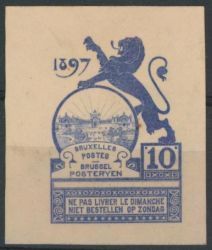 1897
BRUXELLES
POSTES
BRUSSEL
POSTERYEN
10
NE PAS LIVRER LE DIMANCHE
NIET BESTELLEN OP ZONDAG